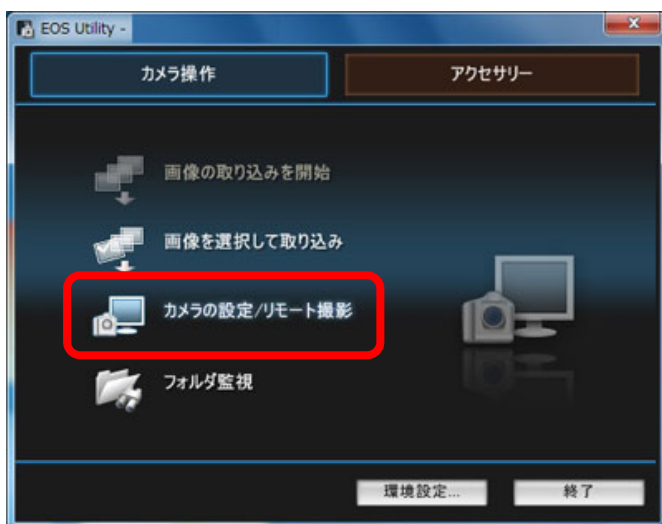 EOS Utility -
カメラ操作
アクセサリー
画像の取り込みを開始
画像を選択して取り込み
カメラの設定/リモート撮影
フォルダ監視
環境設定...
終了